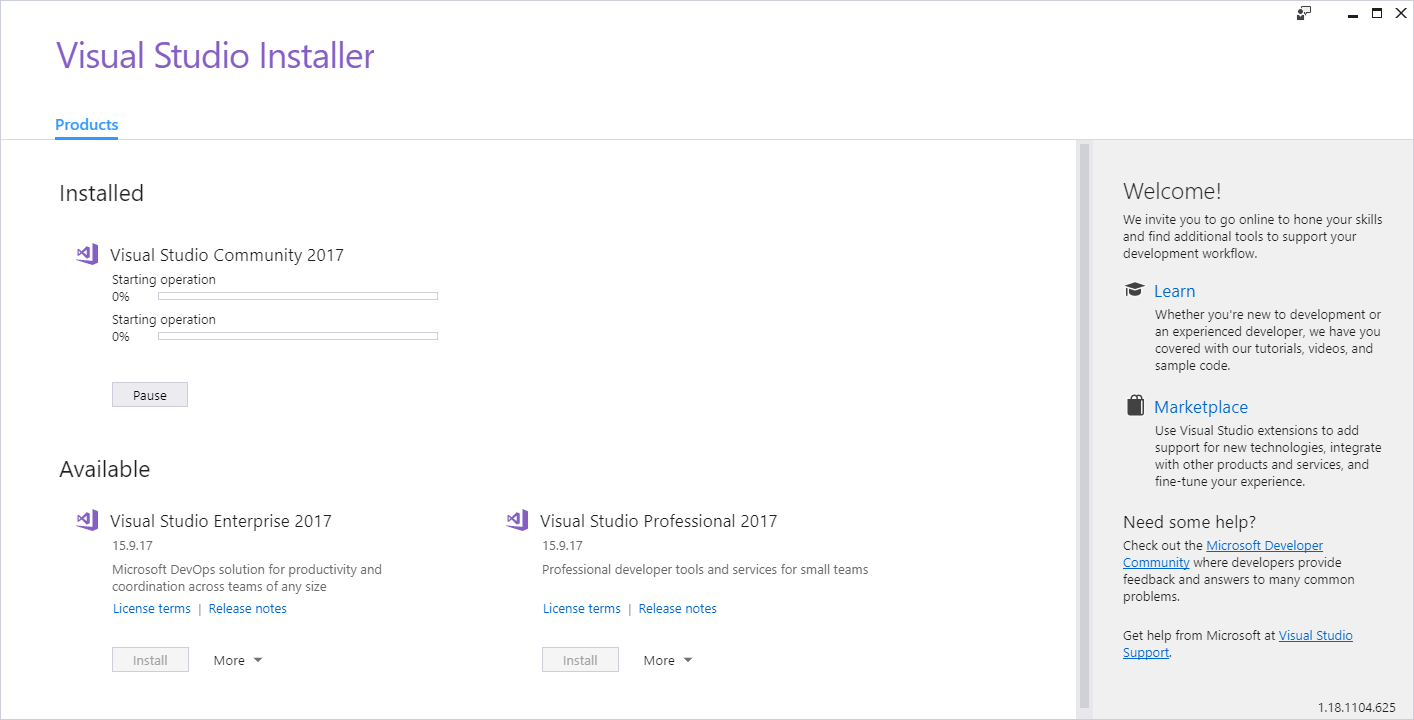 Visual Studio Installer
Products
Installed
Visual Studio Community 2017
Starting operation
0%
Starting operation
0%
Pause
Available
Visual Studio Enterprise 2017
15.9.17
Microsoft DevOps solution for productivity and
coordination across teams of any size
License terms | Release notes
Install More
Visual Studio Professional 2017
15.9.17
Professional developer tools and services for small teams
License terms | Release notes
Install More
Welcome!
We invite you to go online to hone your skills
and find additional tools to support your
development workflow.
Learn
Whether you're new to development or
an experienced developer, we have you
covered with our tutorials, videos, and
sample code.
Marketplace
Use Visual Studio extensions to add
support for new technologies, integrate
with other products and services, and
fine-tune your experience.
Need some help?
Check out the Microsoft Developer
Community where developers provide
feedback and answers to many common
problems.
Get help from Microsoft at Visual Studio
Support.
1.18.1104.625